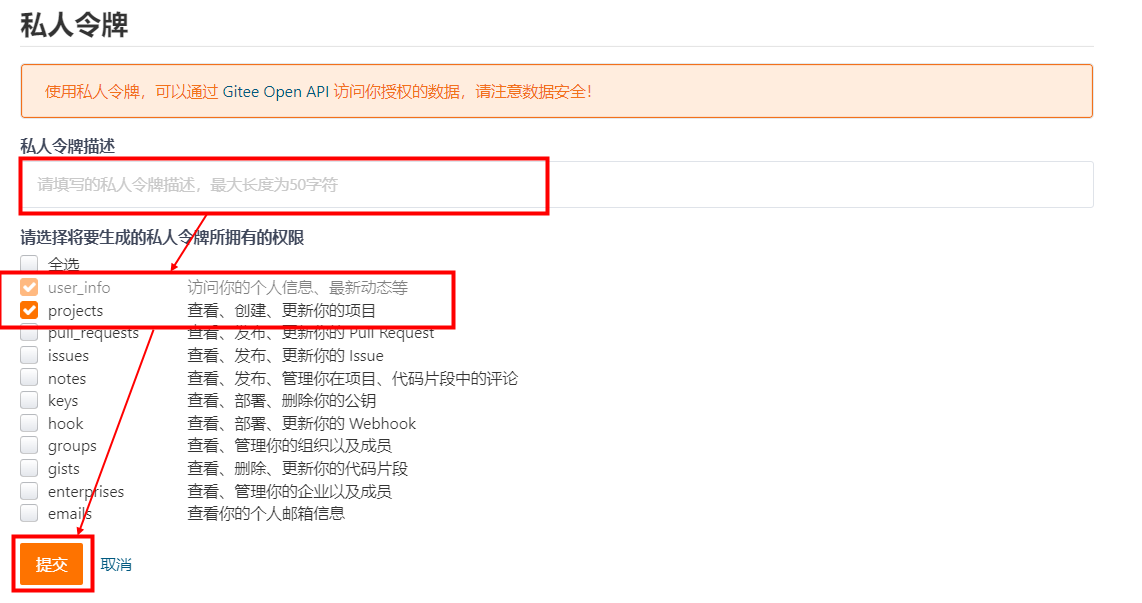 私人令牌
使用私人令牌，可以通过 Gitee Open API 访问你授权的数据，请注意数据安全！
私人令牌描述
请填写的私人令牌描述，最大长度为50字符
请选择将要生成的私人令牌所拥有的权限
全选
user_info 访问你的个人信息、最新动态等
projects 查看、创建、更新你的项目
pull_requests 查看、发布、更新你的 Pull Request
issues 查看、发布、更新你的 Issue
notes 查看、发布、管理你在项目、代码片段中的评论
keys 查看、部署、删除你的公钥
hook 查看、部署、更新你的 Webhook
groups 查看、管理你的组织以及成员
gists 查看、删除、更新你的代码片段
enterprises 查看、管理你的企业以及成员
emails 查看你的个人邮箱信息
提交 取消